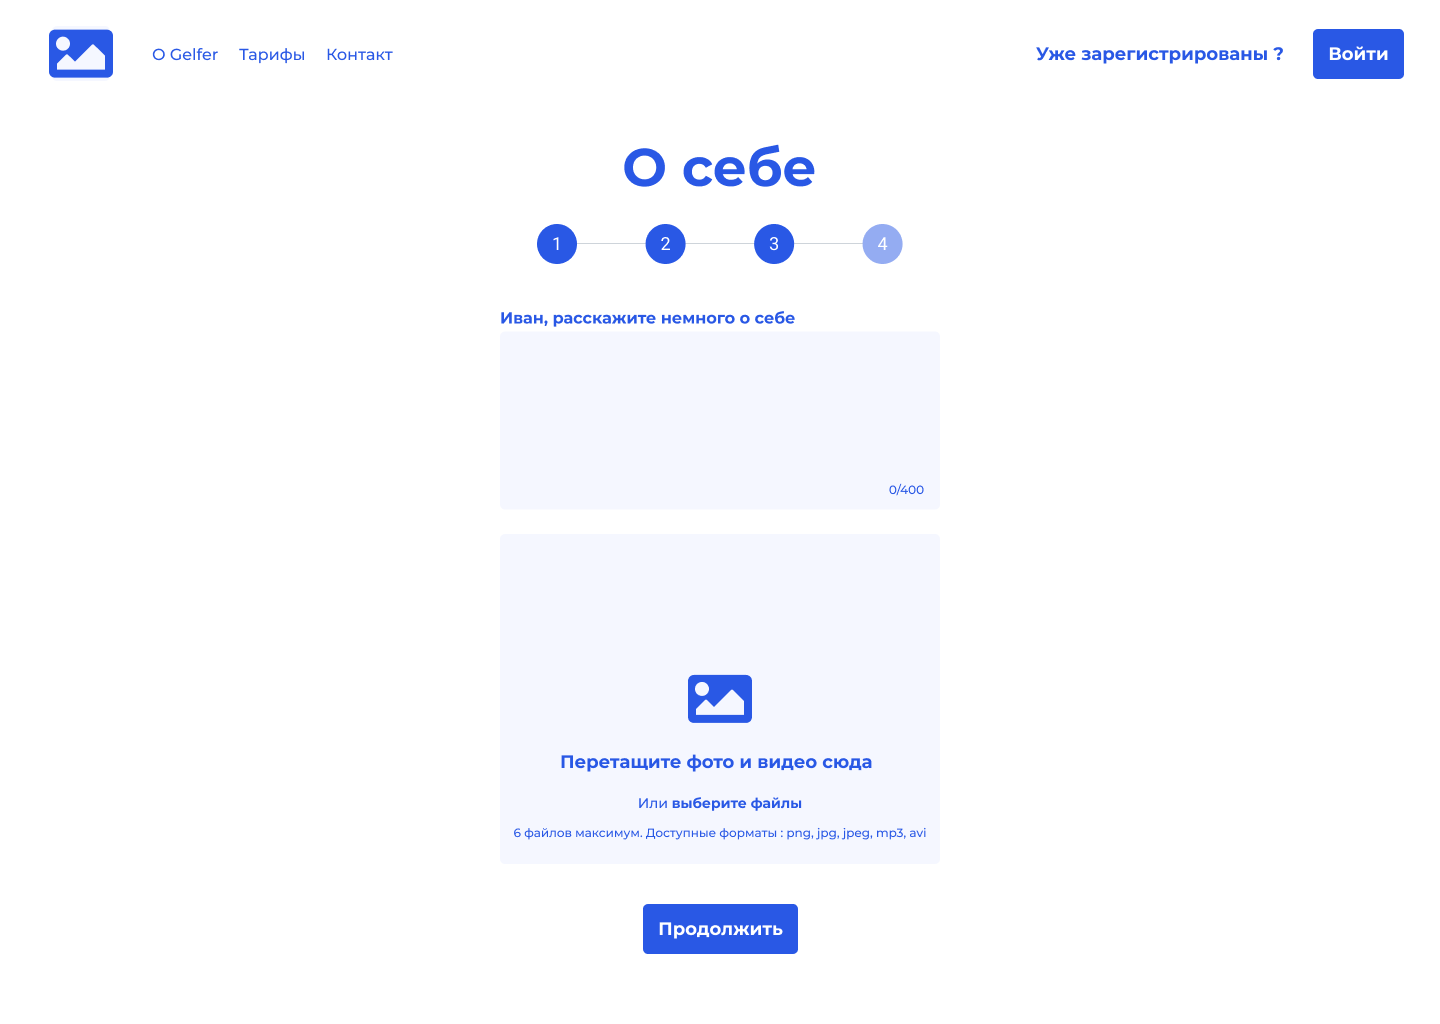 О Gelfer Тарифы Контакт Уже зарегистрированы ? Войти
О себе
1 2 3 4
Иван, расскажите немного о себе
0/400
Перетащите фото и видео сюда
Или выберите файлы
6 файлов максимум. Доступные форматы : png, jpg, jpeg, mp3, avi
Продолжить